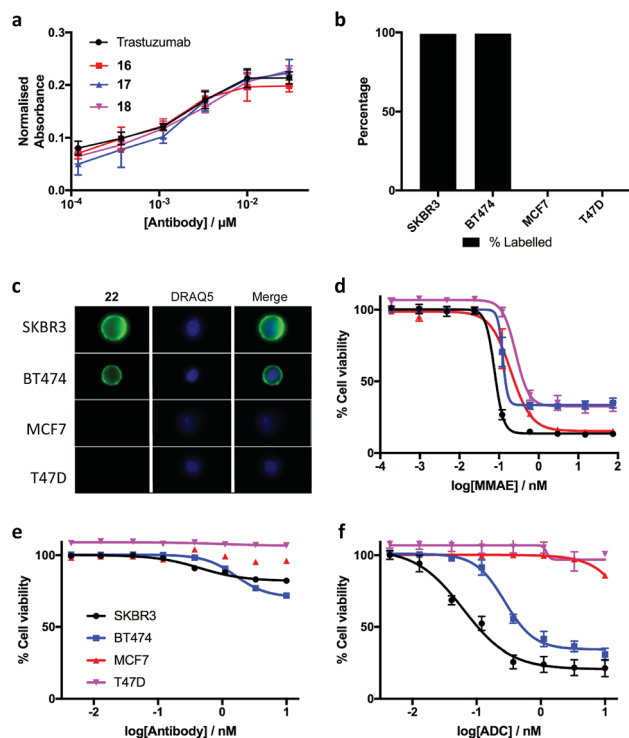 a
Trastuzumab
16
17
18
Normalised
Absorbance
0.3
0.2
0.1
0.0
10-4
10-3
10-2
[Antibody] / µM
b
Percentage
100
50
0
SKBR3
BT474
MCF7
T47D
% Labelled
c
22 DRAQ5 Merge
SKBR3
BT474
MCF7
T47D
d
% Cell viability
100
50
0
-4 -3 -2 -1 0 1 2
log[MMAE] / nM
e
% Cell viability
100
50
0
SKBR3
BT474
MCF7
T47D
-2 -1 0 1
log[Antibody] / nM
f
% Cell viability
100
50
0
-2 -1 0 1
log[ADC] / nM